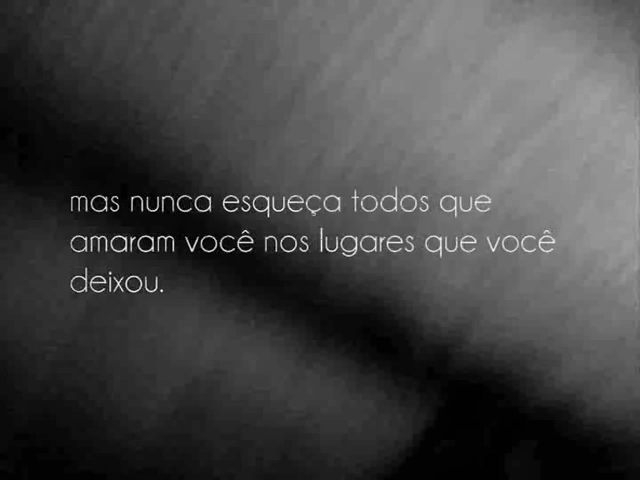 mas nunca esqueça todos que
amaram você nos lugares que você
deixou.